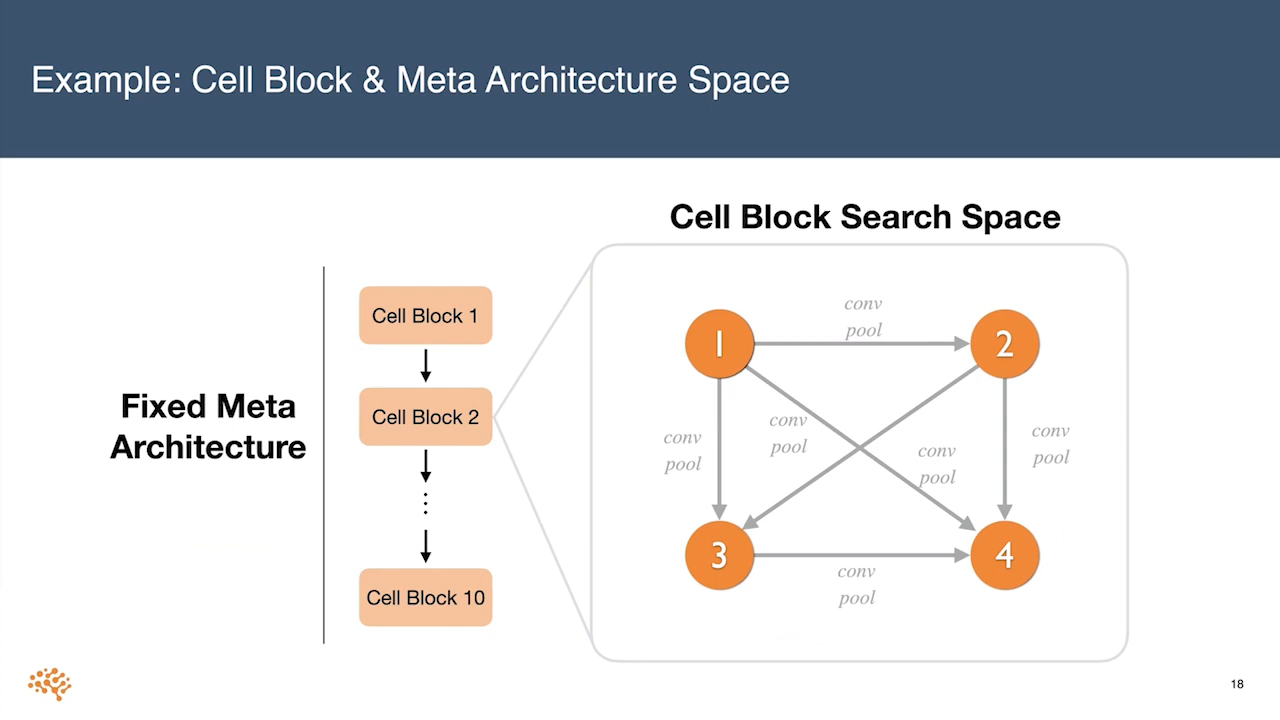 Example: Cell Block & Meta Architecture Space
Cell Block Search Space
Fixed Meta
Architecture
Cell Block 1
Cell Block 2
Cell Block 10
conv
pool
1
2
conv
pool
conv
pool
conv
pool
conv
pool
3
4
conv
pool
18